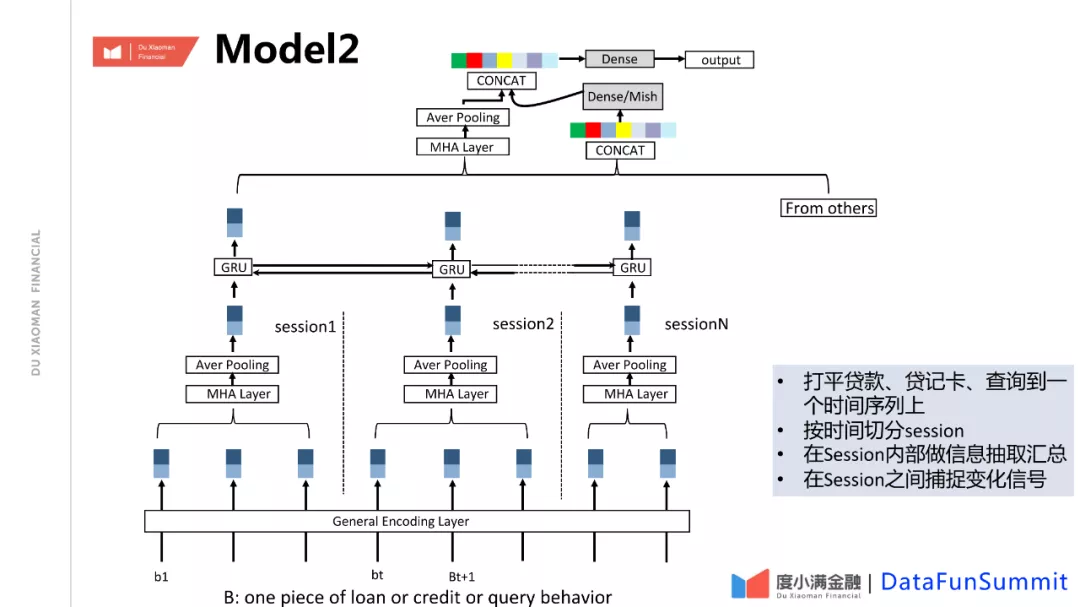 Du Xiaoman
Financial
Model2
Dense
output
CONCAT
Dense/Mish
Aver Pooling
MHA Layer
CONCAT
From others
GRU
GRU
GRU
session1
session2
sessionN
Aver Pooling
Aver Pooling
Aver Pooling
MHA Layer
MHA Layer
MHA Layer
General Encoding Layer
b1
bt
Bt+1
B: one piece of loan or credit or query behavior
• 打平贷款、贷记卡、查询到一
个时间序列上
• 按时间切分session
• 在Session内部做信息抽取汇总
• 在Session之间捕捉变化信号
DU XIAOMAN FINANCIAL
度小满金融 | DataFunSummit
Du Xiaoman Financial